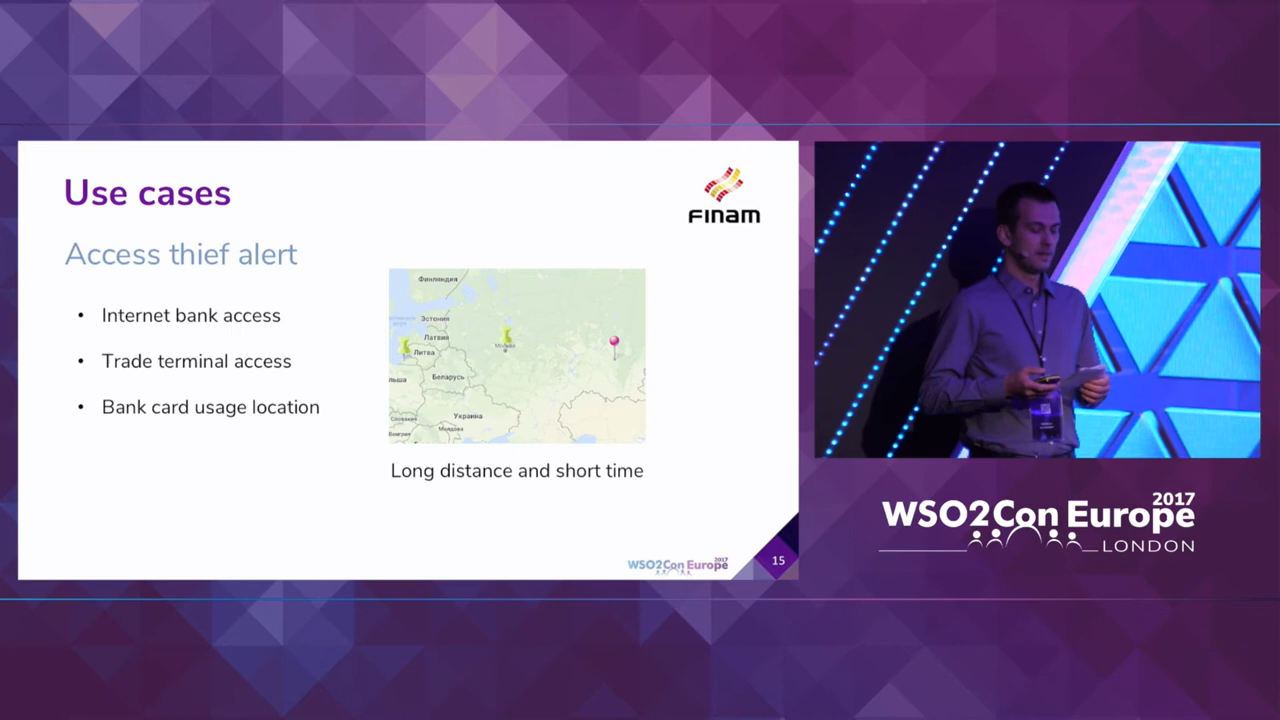 Use cases
FINAM
Access thief alert
• Internet bank access
• Trade terminal access
• Bank card usage location
Финляндия
Эстония
Латвия
Литва
Москва
Беларусь
Украина
Молдова
Long distance and short time
WSO2Con Europe 2017
15
WSO2Con Europe 2017
LONDON